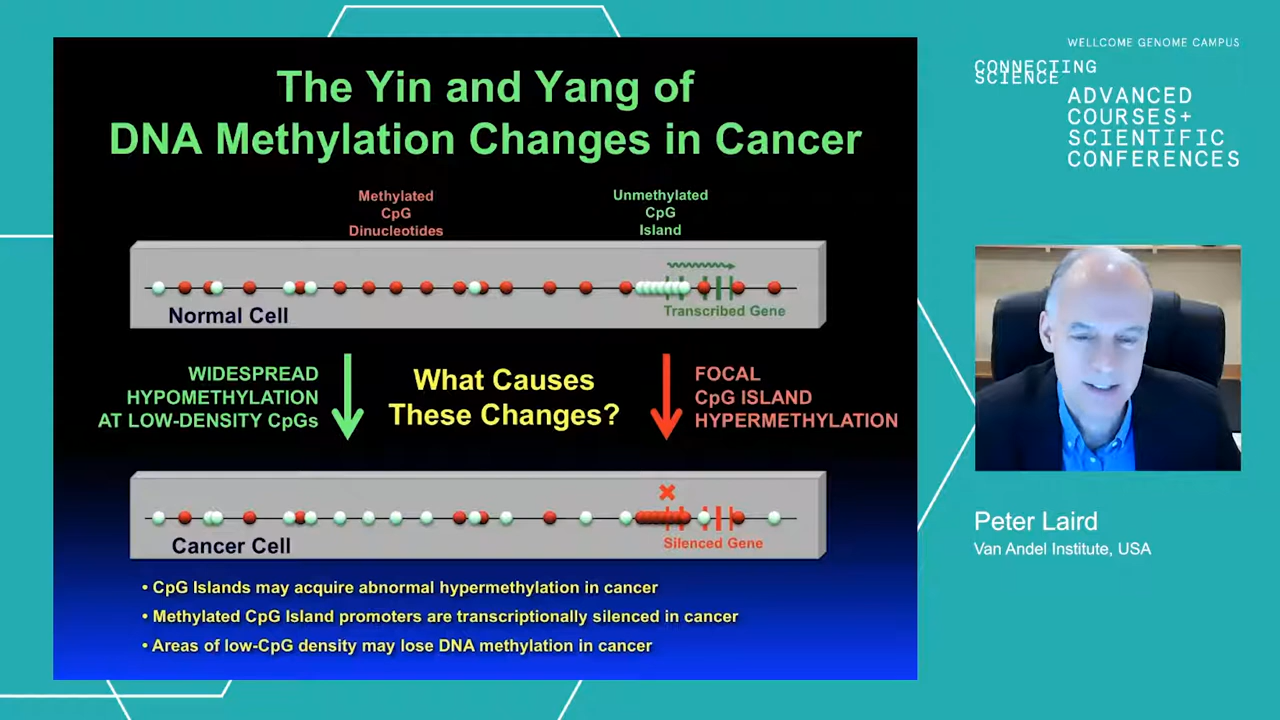 The Yin and Yang of
DNA Methylation Changes in Cancer
Methylated
CpG
Dinucleotides
Unmethylated
CpG
Island
Transcribed Gene
Normal Cell
WIDESPREAD
HYPOMETHYLATION
AT LOW-DENSITY CpGs
What Causes
These Changes?
FOCAL
CpG ISLAND
HYPERMETHYLATION
Cancer Cell
Silenced Gene
• CpG Islands may acquire abnormal hypermethylation in cancer
• Methylated CpG Island promoters are transcriptionally silenced in cancer
• Areas of low-CpG density may lose DNA methylation in cancer
WELLCOME GENOME CAMPUS
CONNECTING
SCIENCE
ADVANCED
COURSES+
SCIENTIFIC
CONFERENCES
Peter Laird
Van Andel Institute, USA